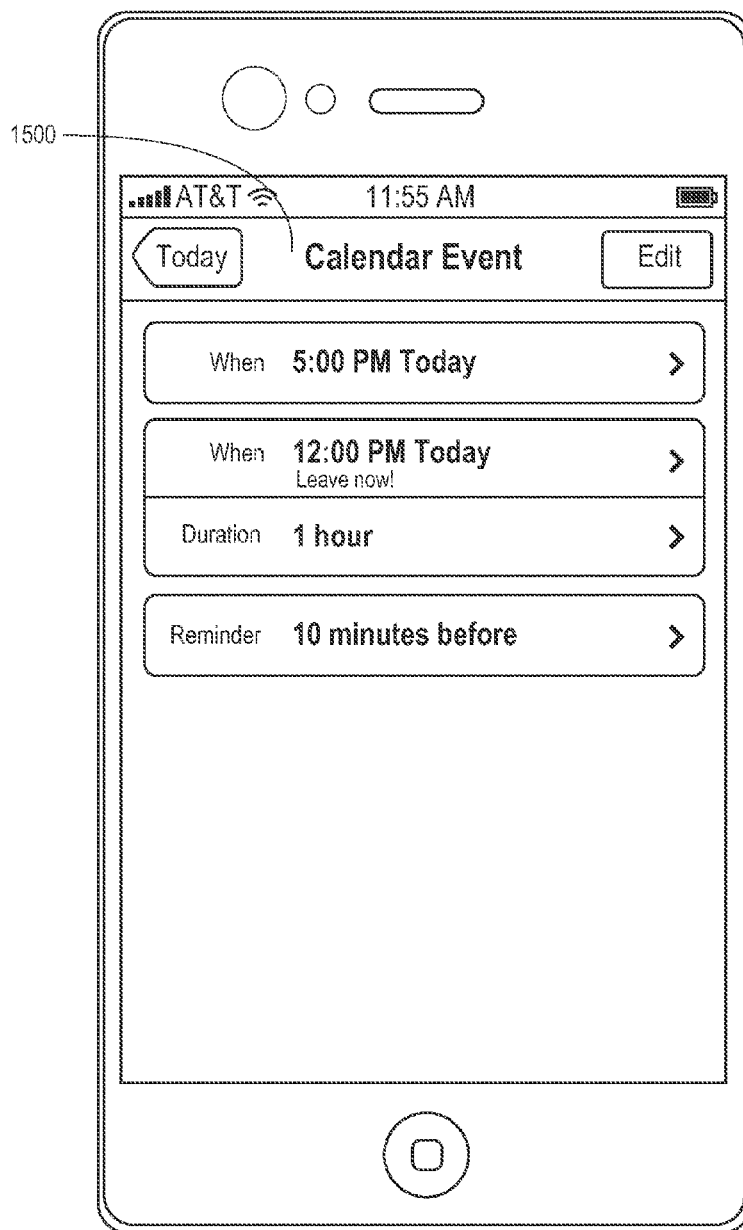 1500
AT&T 11:55 AM
Today Calendar Event Edit
When 5:00 PM Today
When 12:00 PM Today
Leave now!
Duration 1 hour
Reminder 10 minutes before